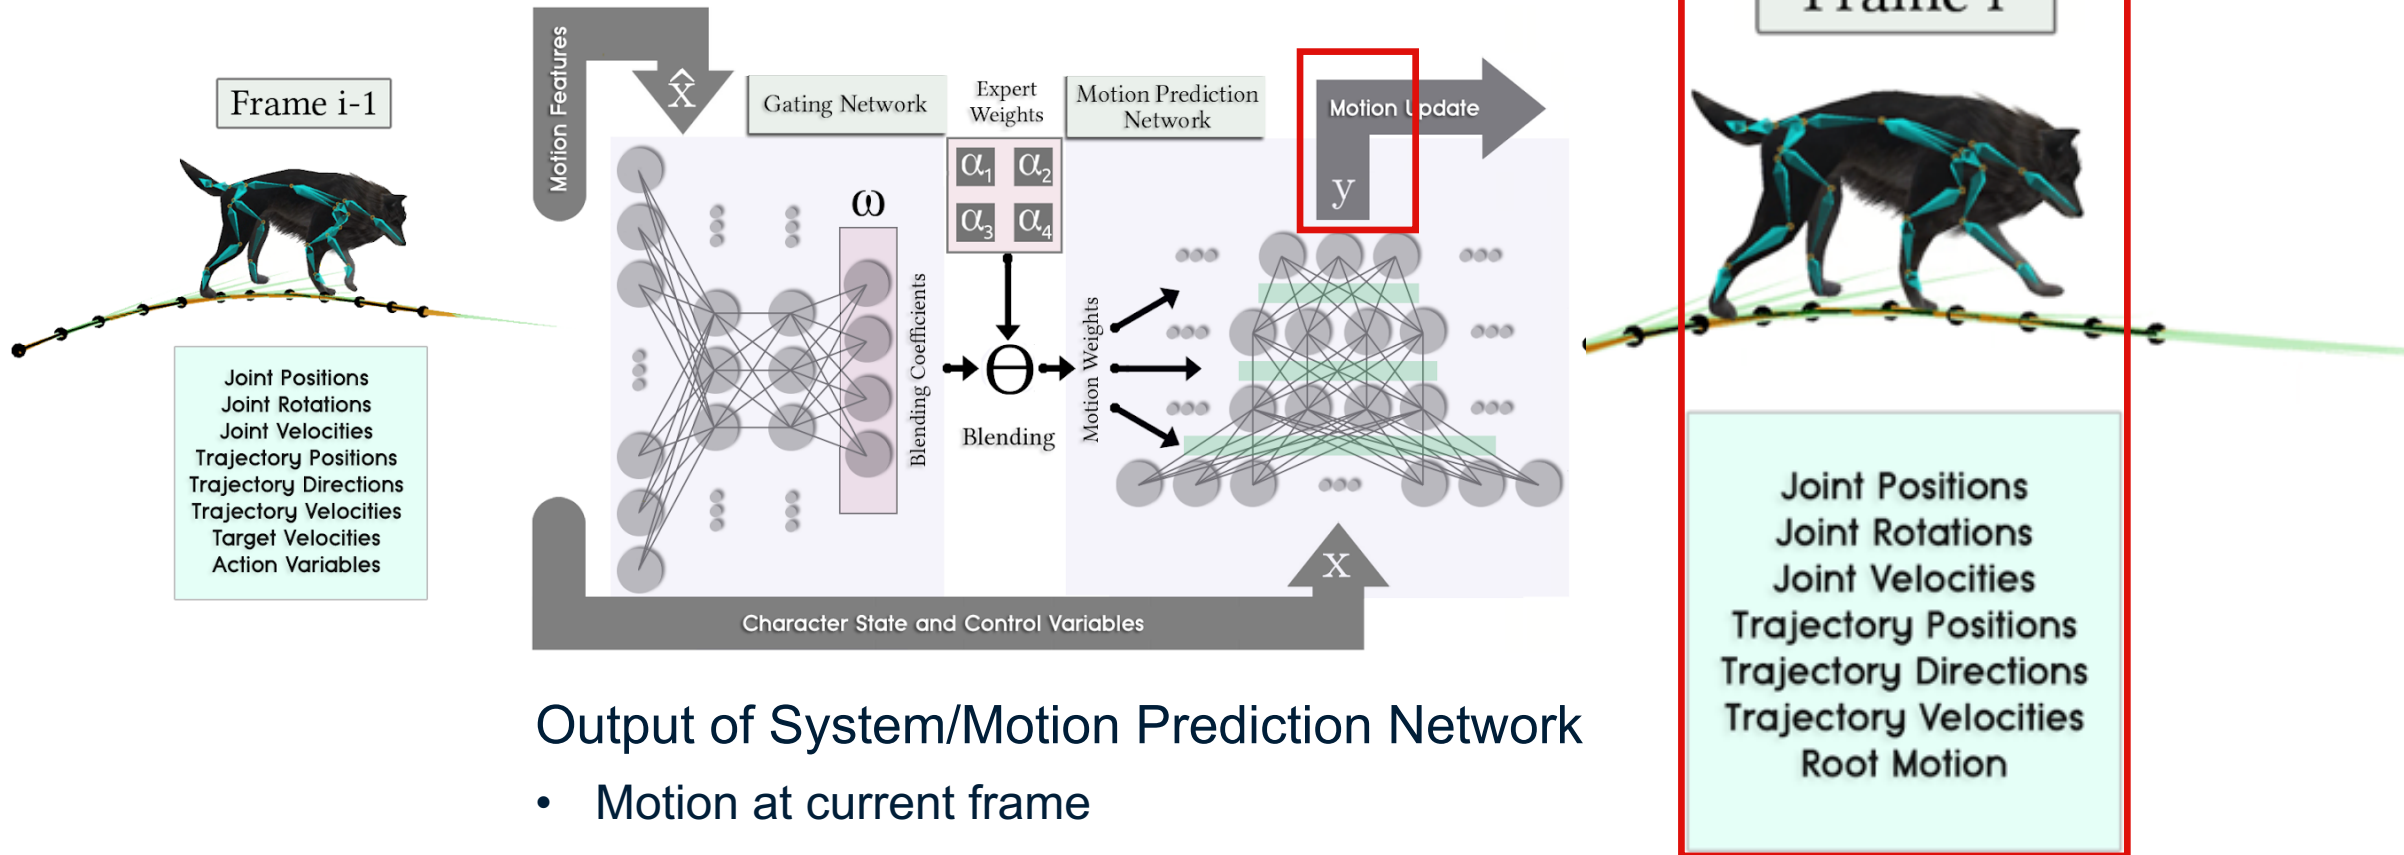 Frame i-1
Joint Positions
Joint Rotations
Joint Velocities
Trajectory Positions
Trajectory Directions
Trajectory Velocities
Target Velocities
Action Variables
Motion Features
x̂
Gating Network
ω
Blending Coefficients
Expert
Weights
α1 α2
α3 α4
Θ
Blending
Motion Weights
Motion Prediction
Network
Motion Update
y
X
Character State and Control Variables
Frame i
Joint Positions
Joint Rotations
Joint Velocities
Trajectory Positions
Trajectory Directions
Trajectory Velocities
Root Motion
Output of System/Motion Prediction Network
• Motion at current frame